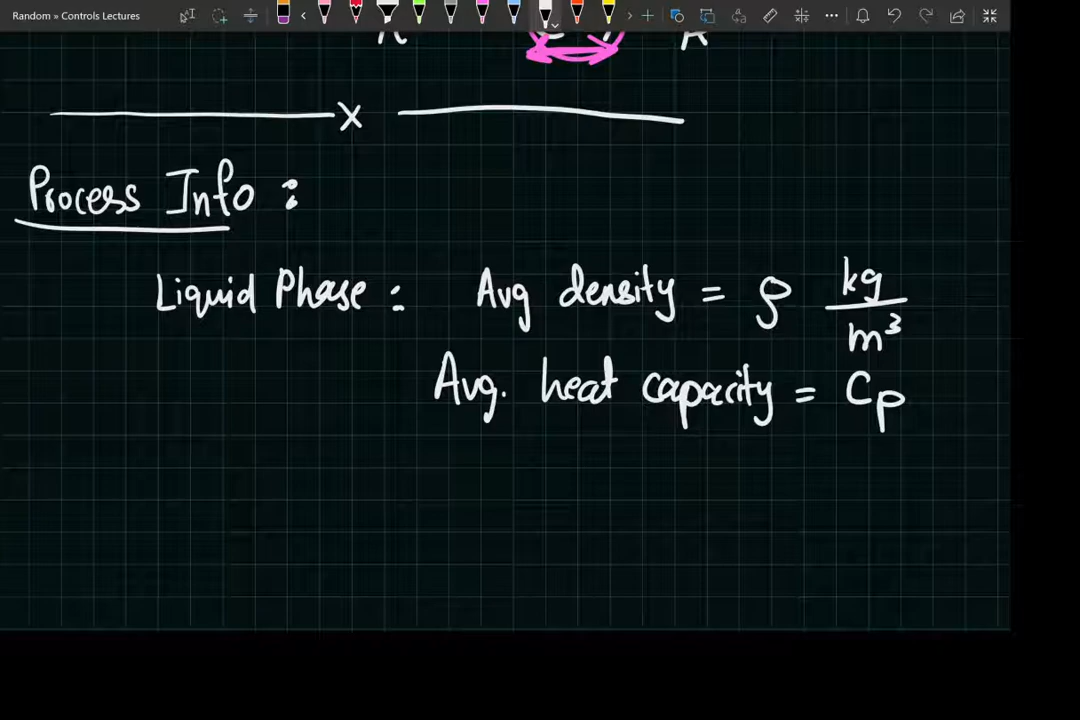 Random » Controls Lectures
x
Process Info :
Liquid Phase : Avg density = ρ kg/m³
Avg. heat capacity = Cp